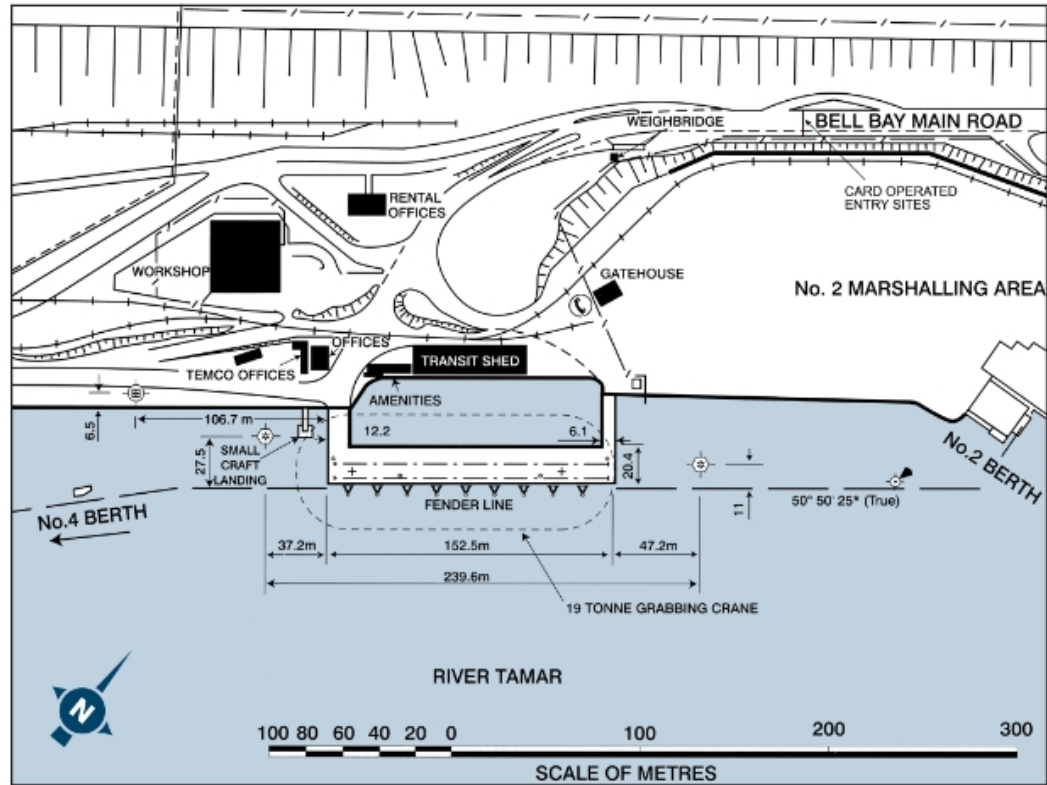 WEIGHBRIDGE
BELL BAY MAIN ROAD
RENTAL
OFFICES
CARD OPERATED
ENTRY SITES
WORKSHOP
GATEHOUSE
No. 2 MARSHALLING AREA
OFFICES
TEMCO OFFICES
TRANSIT SHED
AMENITIES
6.5
106.7 m
12.2
6.1
27.5
SMALL
CRAFT
LANDING
20.4
No.2 BERTH
FENDER LINE
11
50° 50' 25" (True)
No.4 BERTH
37.2m
152.5m
47.2m
239.6m
19 TONNE GRABBING CRANE
RIVER TAMAR
N
100 80 60 40 20 0 100 200 300
SCALE OF METRES